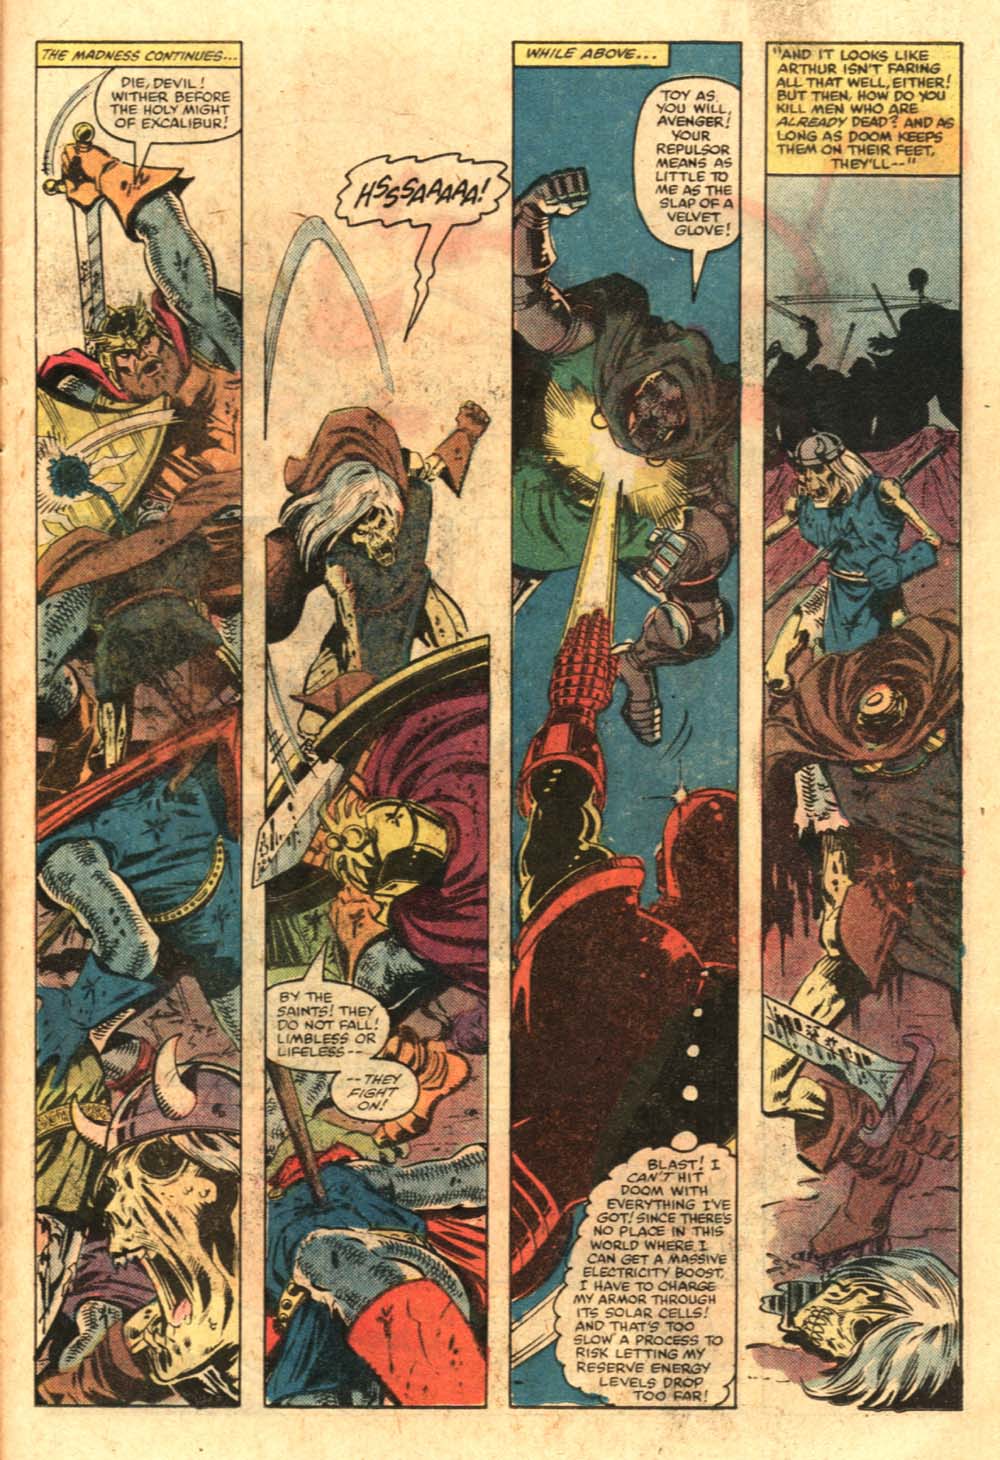 THE MADNESS CONTINUES...
DIE, DEVIL!
WITHER BEFORE
THE HOLY MIGHT
OF EXCALIBUR!
HSSSAAAAA!
BY THE
SAINTS! THEY
DO NOT FALL!
LIMBLESS OR
LIFELESS--
--THEY
FIGHT
ON!
WHILE ABOVE...
TOY AS
YOU WILL,
AVENGER!
YOUR
REPULSOR
MEANS AS
LITTLE TO
ME AS THE
SLAP OF A
VELVET
GLOVE!
BLAST! I
CAN'T HIT
DOOM WITH
EVERYTHING I'VE
GOT! SINCE THERE'S
NO PLACE IN THIS
WORLD WHERE I
CAN GET A MASSIVE
ELECTRICITY BOOST,
I HAVE TO CHARGE
MY ARMOR THROUGH
ITS SOLAR CELLS!
AND THAT'S TOO
SLOW A PROCESS TO
RISK LETTING MY
RESERVE ENERGY
LEVELS DROP
TOO FAR!
"AND IT LOOKS LIKE
ARTHUR ISN'T FARING
ALL THAT WELL, EITHER!
BUT THEN, HOW DO YOU
KILL MEN WHO ARE
ALREADY DEAD? AND AS
LONG AS DOOM KEEPS
THEM ON THEIR FEET,
THEY'LL--"